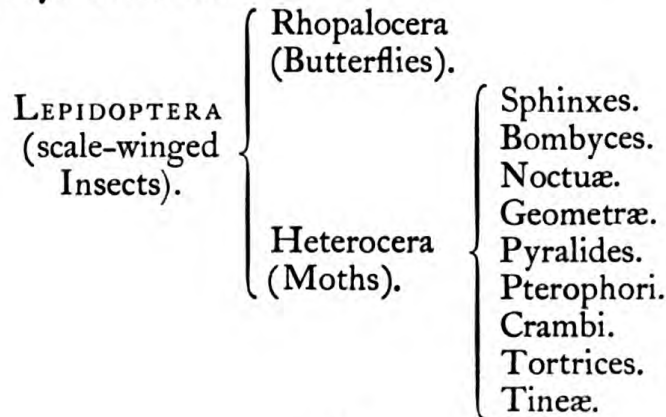 Rhopalocera
(Butterflies).
LEPIDOPTERA
(scale-winged
Insects).
Heterocera
(Moths).
Sphinxes.
Bombyces.
Noctuæ.
Geometræ.
Pyralides.
Pterophori.
Crambi.
Tortrices.
Tineæ.